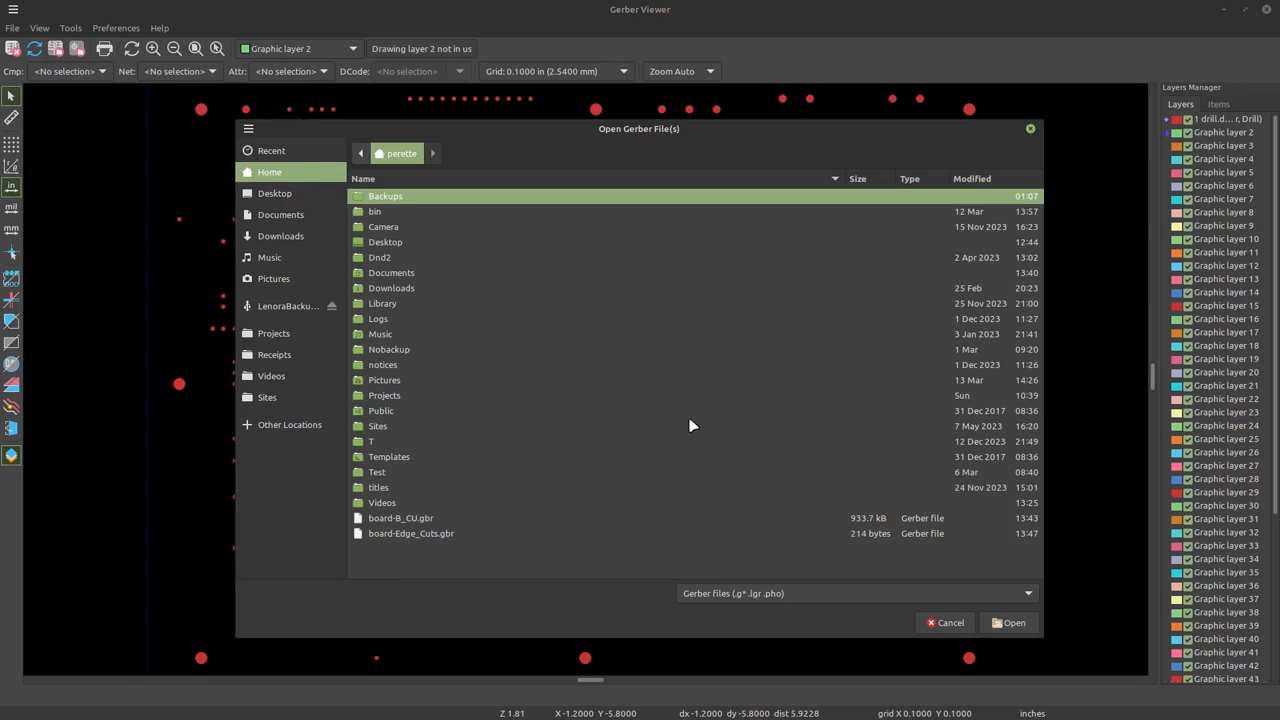 Gerber Viewer
File View Tools Preferences Help
Graphic layer 2 Drawing layer 2 not in us
Cmp: <No selection> Net: <No selection> Attr: <No selection> DCode: <No selection> Grid: 0.1000 in (2.5400 mm) Zoom Auto
Layers Manager
Layers Items
in
mil
mm
Open Gerber File(s)
Recent
Home
Desktop
Documents
Downloads
Music
Pictures
LenoraBacku...
Projects
Receipts
Videos
Sites
Other Locations
perette
Name Size Type Modified
Backups 01:07
bin 12 Mar 13:57
Camera 15 Nov 2023 16:23
Desktop 12:44
Dnd2 2 Apr 2023 13:02
Documents 13:40
Downloads 25 Feb 20:23
Library 25 Nov 2023 21:00
Logs 1 Dec 2023 11:27
Music 3 Jan 2023 21:41
Nobackup 1 Mar 09:20
notices 1 Dec 2023 11:26
Pictures 13 Mar 14:26
Projects Sun 10:39
Public 31 Dec 2017 08:36
Sites 7 May 2023 16:20
T 12 Dec 2023 21:49
Templates 31 Dec 2017 08:36
Test 6 Mar 08:40
titles 24 Nov 2023 15:01
Videos 13:25
board-B_CU.gbr 933.7 kB Gerber file 13:43
board-Edge_Cuts.gbr 214 bytes Gerber file 13:47
Gerber files (.g* .lgr .pho)
Cancel Open
1 drill.d... r, Drill)
Graphic layer 2
Graphic layer 3
Graphic layer 4
Graphic layer 5
Graphic layer 6
Graphic layer 7
Graphic layer 8
Graphic layer 9
Graphic layer 10
Graphic layer 11
Graphic layer 12
Graphic layer 13
Graphic layer 14
Graphic layer 15
Graphic layer 16
Graphic layer 17
Graphic layer 18
Graphic layer 19
Graphic layer 20
Graphic layer 21
Graphic layer 22
Graphic layer 23
Graphic layer 24
Graphic layer 25
Graphic layer 26
Graphic layer 27
Graphic layer 28
Graphic layer 29
Graphic layer 30
Graphic layer 31
Graphic layer 32
Graphic layer 33
Graphic layer 34
Graphic layer 35
Graphic layer 36
Graphic layer 37
Graphic layer 38
Graphic layer 39
Graphic layer 40
Graphic layer 41
Graphic layer 42
Graphic layer 43
Z 1.81 X -1.2000 Y -5.8000 dx -1.2000 dy -5.8000 dist 5.9228 grid X 0.1000 Y 0.1000 inches